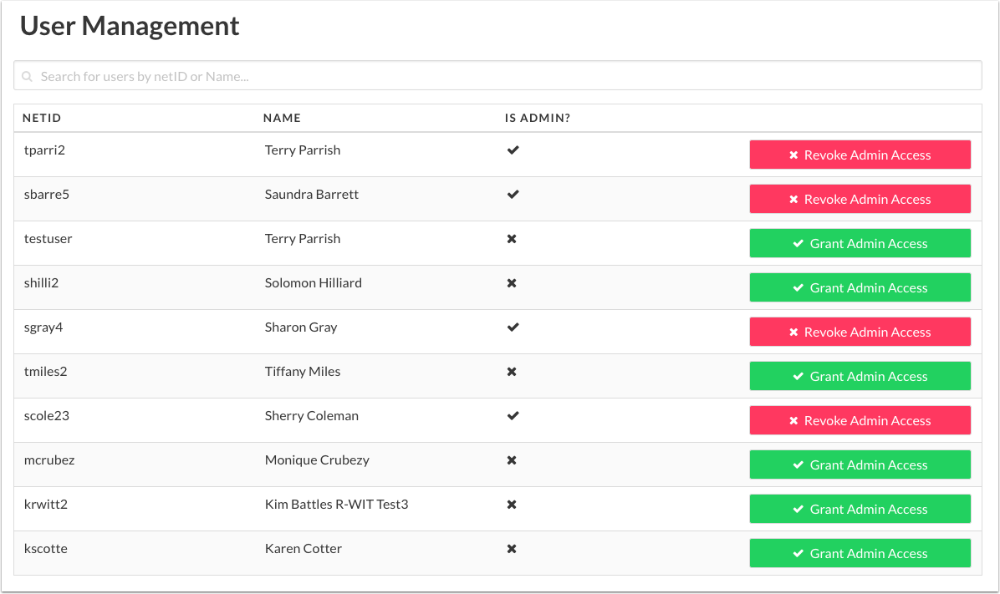 User Management
Search for users by netID or Name...
NETID NAME IS ADMIN?
tparri2 Terry Parrish ✔ ✖ Revoke Admin Access
sbarre5 Saundra Barrett ✔ ✖ Revoke Admin Access
testuser Terry Parrish ✖ ✔ Grant Admin Access
shilli2 Solomon Hilliard ✖ ✔ Grant Admin Access
sgray4 Sharon Gray ✔ ✖ Revoke Admin Access
tmiles2 Tiffany Miles ✖ ✔ Grant Admin Access
scole23 Sherry Coleman ✔ ✖ Revoke Admin Access
mcrubez Monique Crubezy ✖ ✔ Grant Admin Access
krwitt2 Kim Battles R-WIT Test3 ✖ ✔ Grant Admin Access
kscotte Karen Cotter ✖ ✔ Grant Admin Access